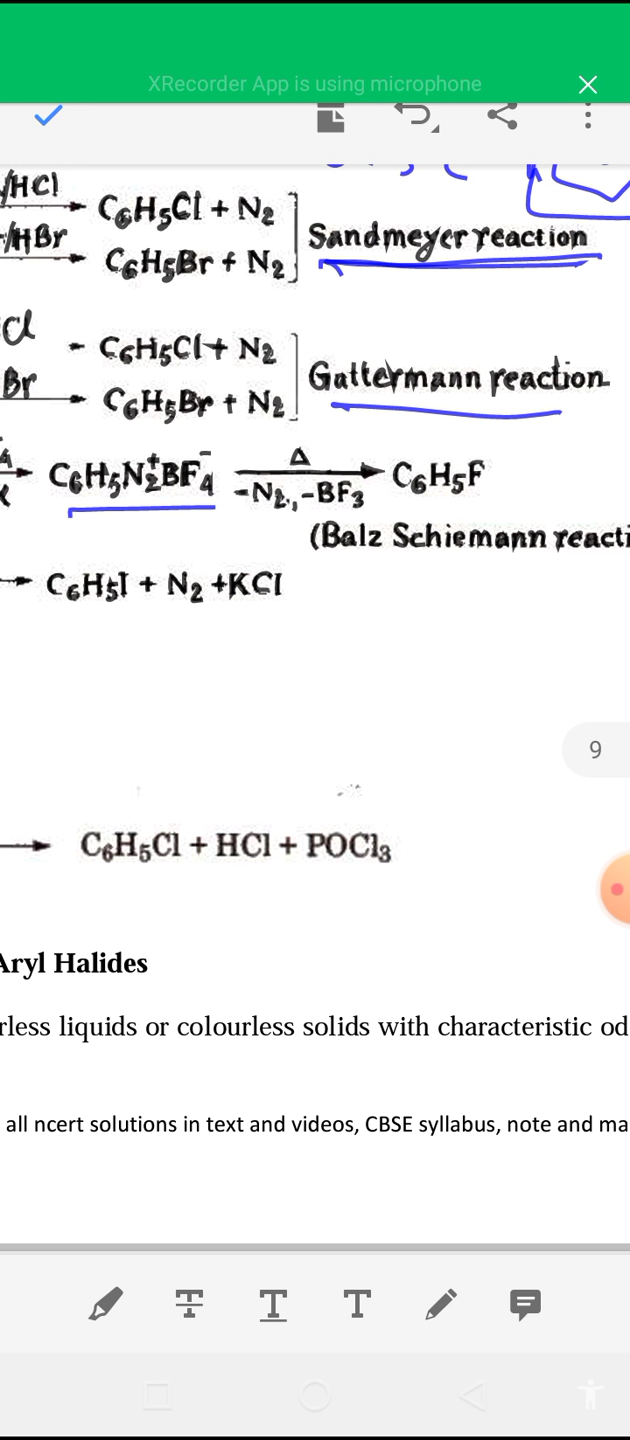 XRecorder App is using microphone
/HCl → C6H5Cl + N2
/HBr → C6H5Br + N2
Sandmeyer reaction
Cl - C6H5Cl + N2
Br → C6H5Br + N2
Gattermann reaction
→ C6H5N2+BF4- Δ → C6H5F
-N2, -BF3
(Balz Schiemann reacti
→ C6H5I + N2 +KCl
9
→ C6H5Cl + HCl + POCl3
Aryl Halides
rless liquids or colourless solids with characteristic od
all ncert solutions in text and videos, CBSE syllabus, note and ma